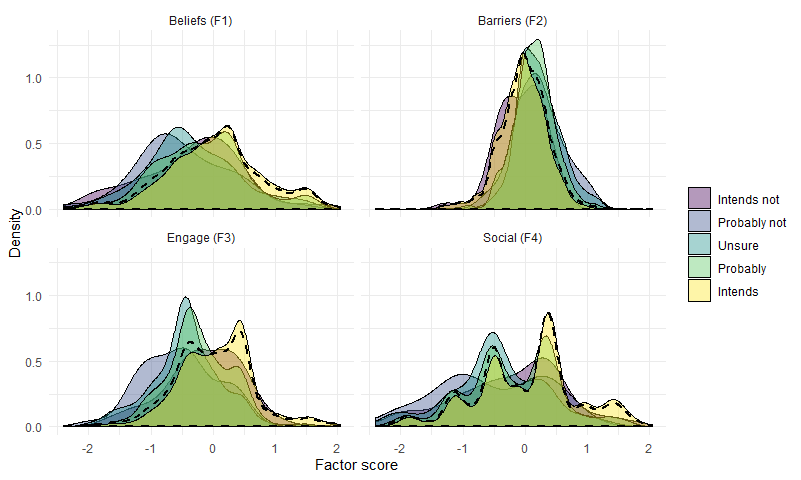 Beliefs (F1)
Barriers (F2)
1.0
0.5
0.0
Engage (F3)
Social (F4)
1.0
0.5
0.0
-2 -1 0 1 2
-2 -1 0 1 2
Factor score
Density
Intends not
Probably not
Unsure
Probably
Intends